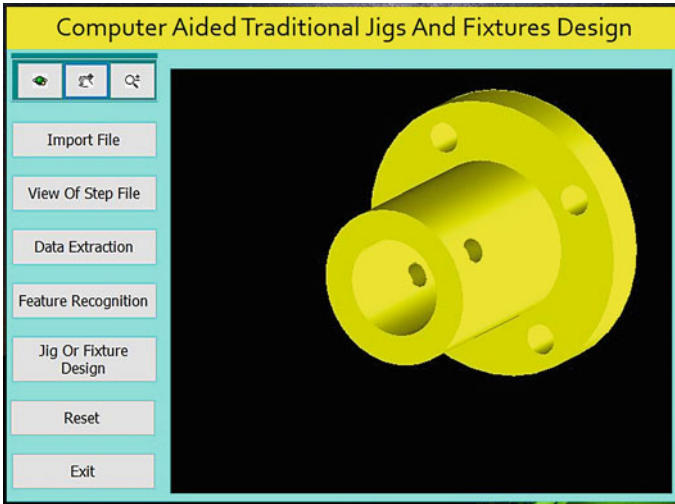 Computer Aided Traditional Jigs And Fixtures Design
Import File
View Of Step File
Data Extraction
Feature Recognition
Jig Or Fixture
Design
Reset
Exit